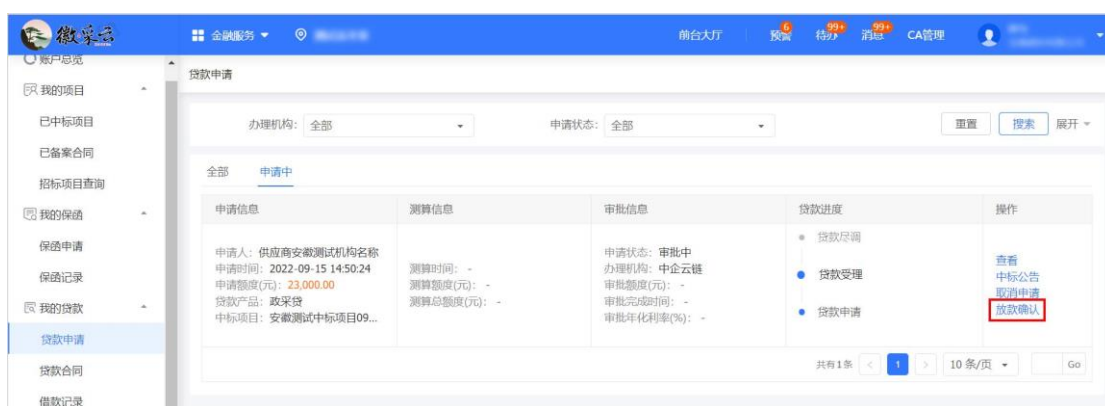 徽采云
金融服务
前台大厅
6
预警
99+
待办
99+
消息
CA管理
账户总览
我的项目
已中标项目
已备案合同
招标项目查询
我的保函
保函申请
保函记录
我的贷款
贷款申请
贷款合同
借款记录
贷款申请
办理机构: 全部
申请状态: 全部
重置
搜索
展开
全部
申请中
申请信息
测算信息
审批信息
贷款进度
操作
申请人: 供应商安徽测试机构名称
申请时间: 2022-09-15 14:50:24
申请额度(元): 23,000.00
贷款产品: 政采贷
中标项目: 安徽测试中标项目09...
测算时间: -
测算额度(元): -
测算总额度(元): -
申请状态: 审批中
办理机构: 中企云链
审批额度(元): -
审批完成时间: -
审批年化利率(%): -
贷款尽调
贷款受理
贷款申请
查看
中标公告
取消申请
放款确认
共有1条 < 1 > 10 条/页 Go